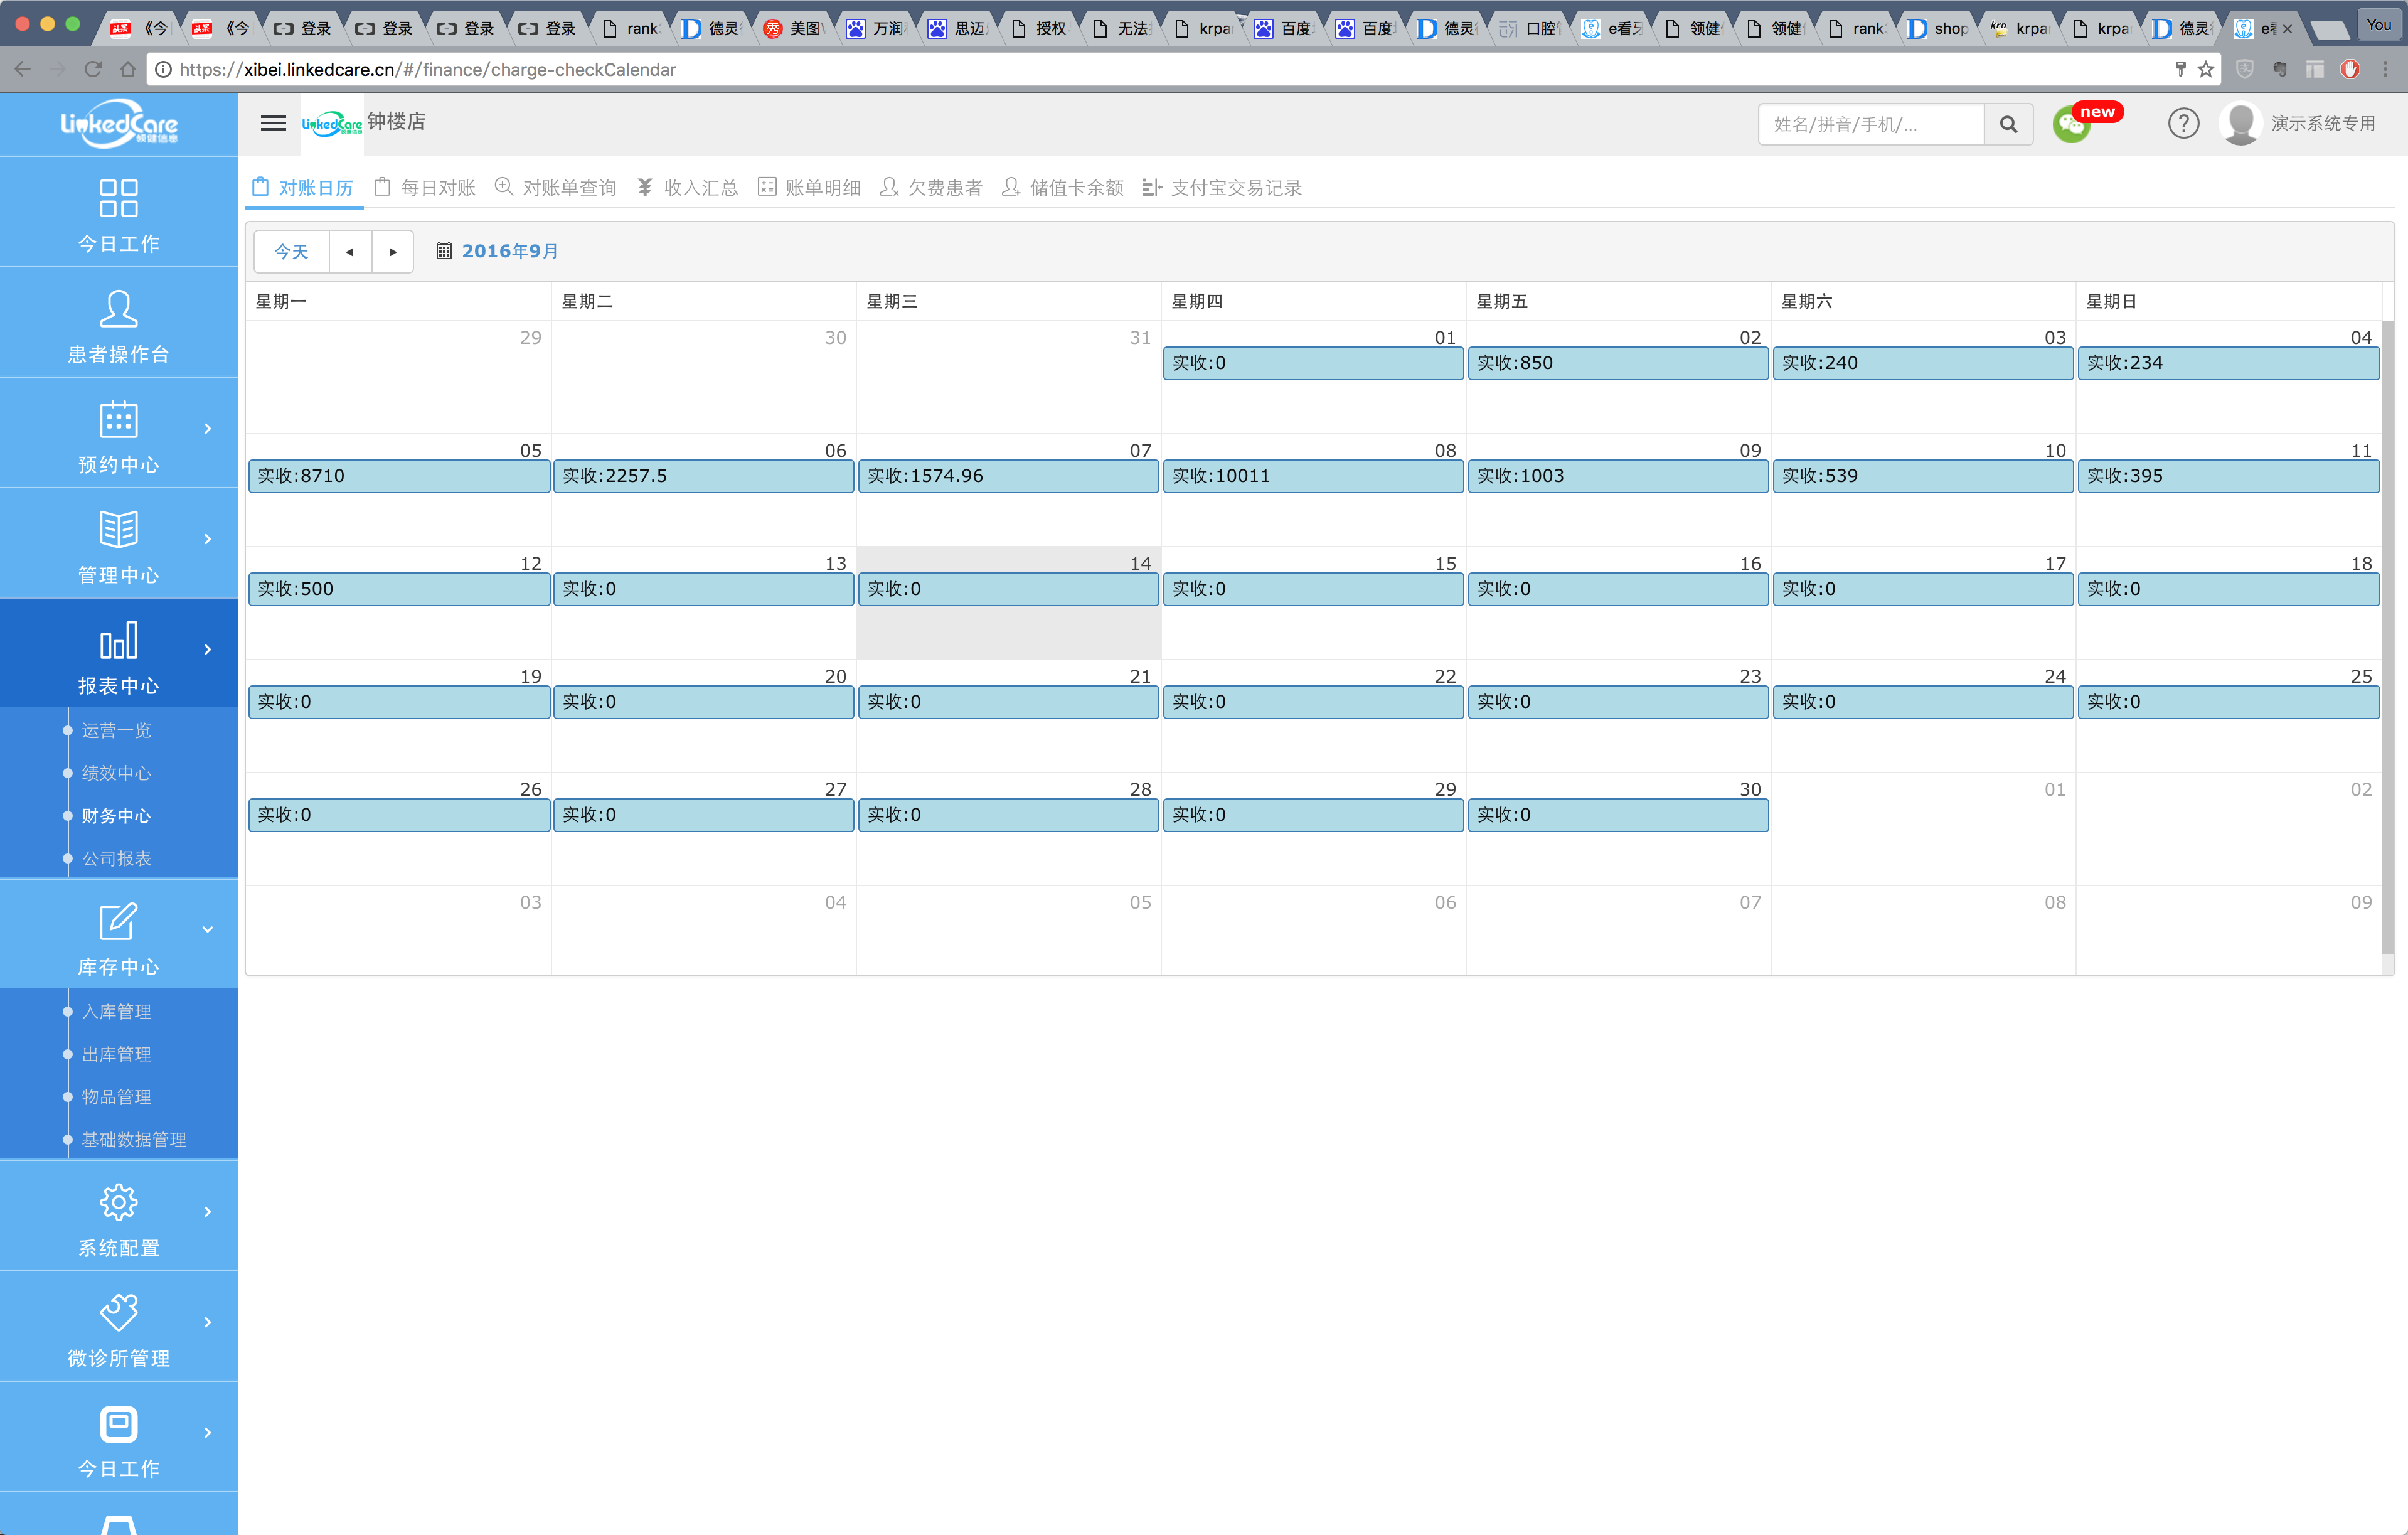 《今
《今
登录
登录
登录
登录
德灵
美图
授权
无法
krpa
百度
百度
德灵
口腔
e看牙
领健
领健
rank
shop
krpa
krpa
德灵
You
https://xibei.linkedcare.cn/#/finance/charge-checkCalendar
LinkedCare
领健信息
今日工作
患者操作台
预约中心
管理中心
报表中心
运营一览
绩效中心
财务中心
公司报表
库存中心
入库管理
出库管理
物品管理
基础数据管理
系统配置
微诊所管理
今日工作
LinkedCare 领健信息 钟楼店
姓名/拼音/手机/...
new
?
演示系统专用
对账日历 每日对账 对账单查询 收入汇总 账单明细 欠费患者 储值卡余额 支付宝交易记录
今天 ◂ ▸ 2016年9月
星期一 星期二 星期三 星期四 星期五 星期六 星期日
29 30 31 01 02 03 04
实收:0 实收:850 实收:240 实收:234
05 06 07 08 09 10 11
实收:8710 实收:2257.5 实收:1574.96 实收:10011 实收:1003 实收:539 实收:395
12 13 14 15 16 17 18
实收:500 实收:0 实收:0 实收:0 实收:0 实收:0 实收:0
19 20 21 22 23 24 25
实收:0 实收:0 实收:0 实收:0 实收:0 实收:0 实收:0
26 27 28 29 30 01 02
实收:0 实收:0 实收:0 实收:0 实收:0
03 04 05 06 07 08 09